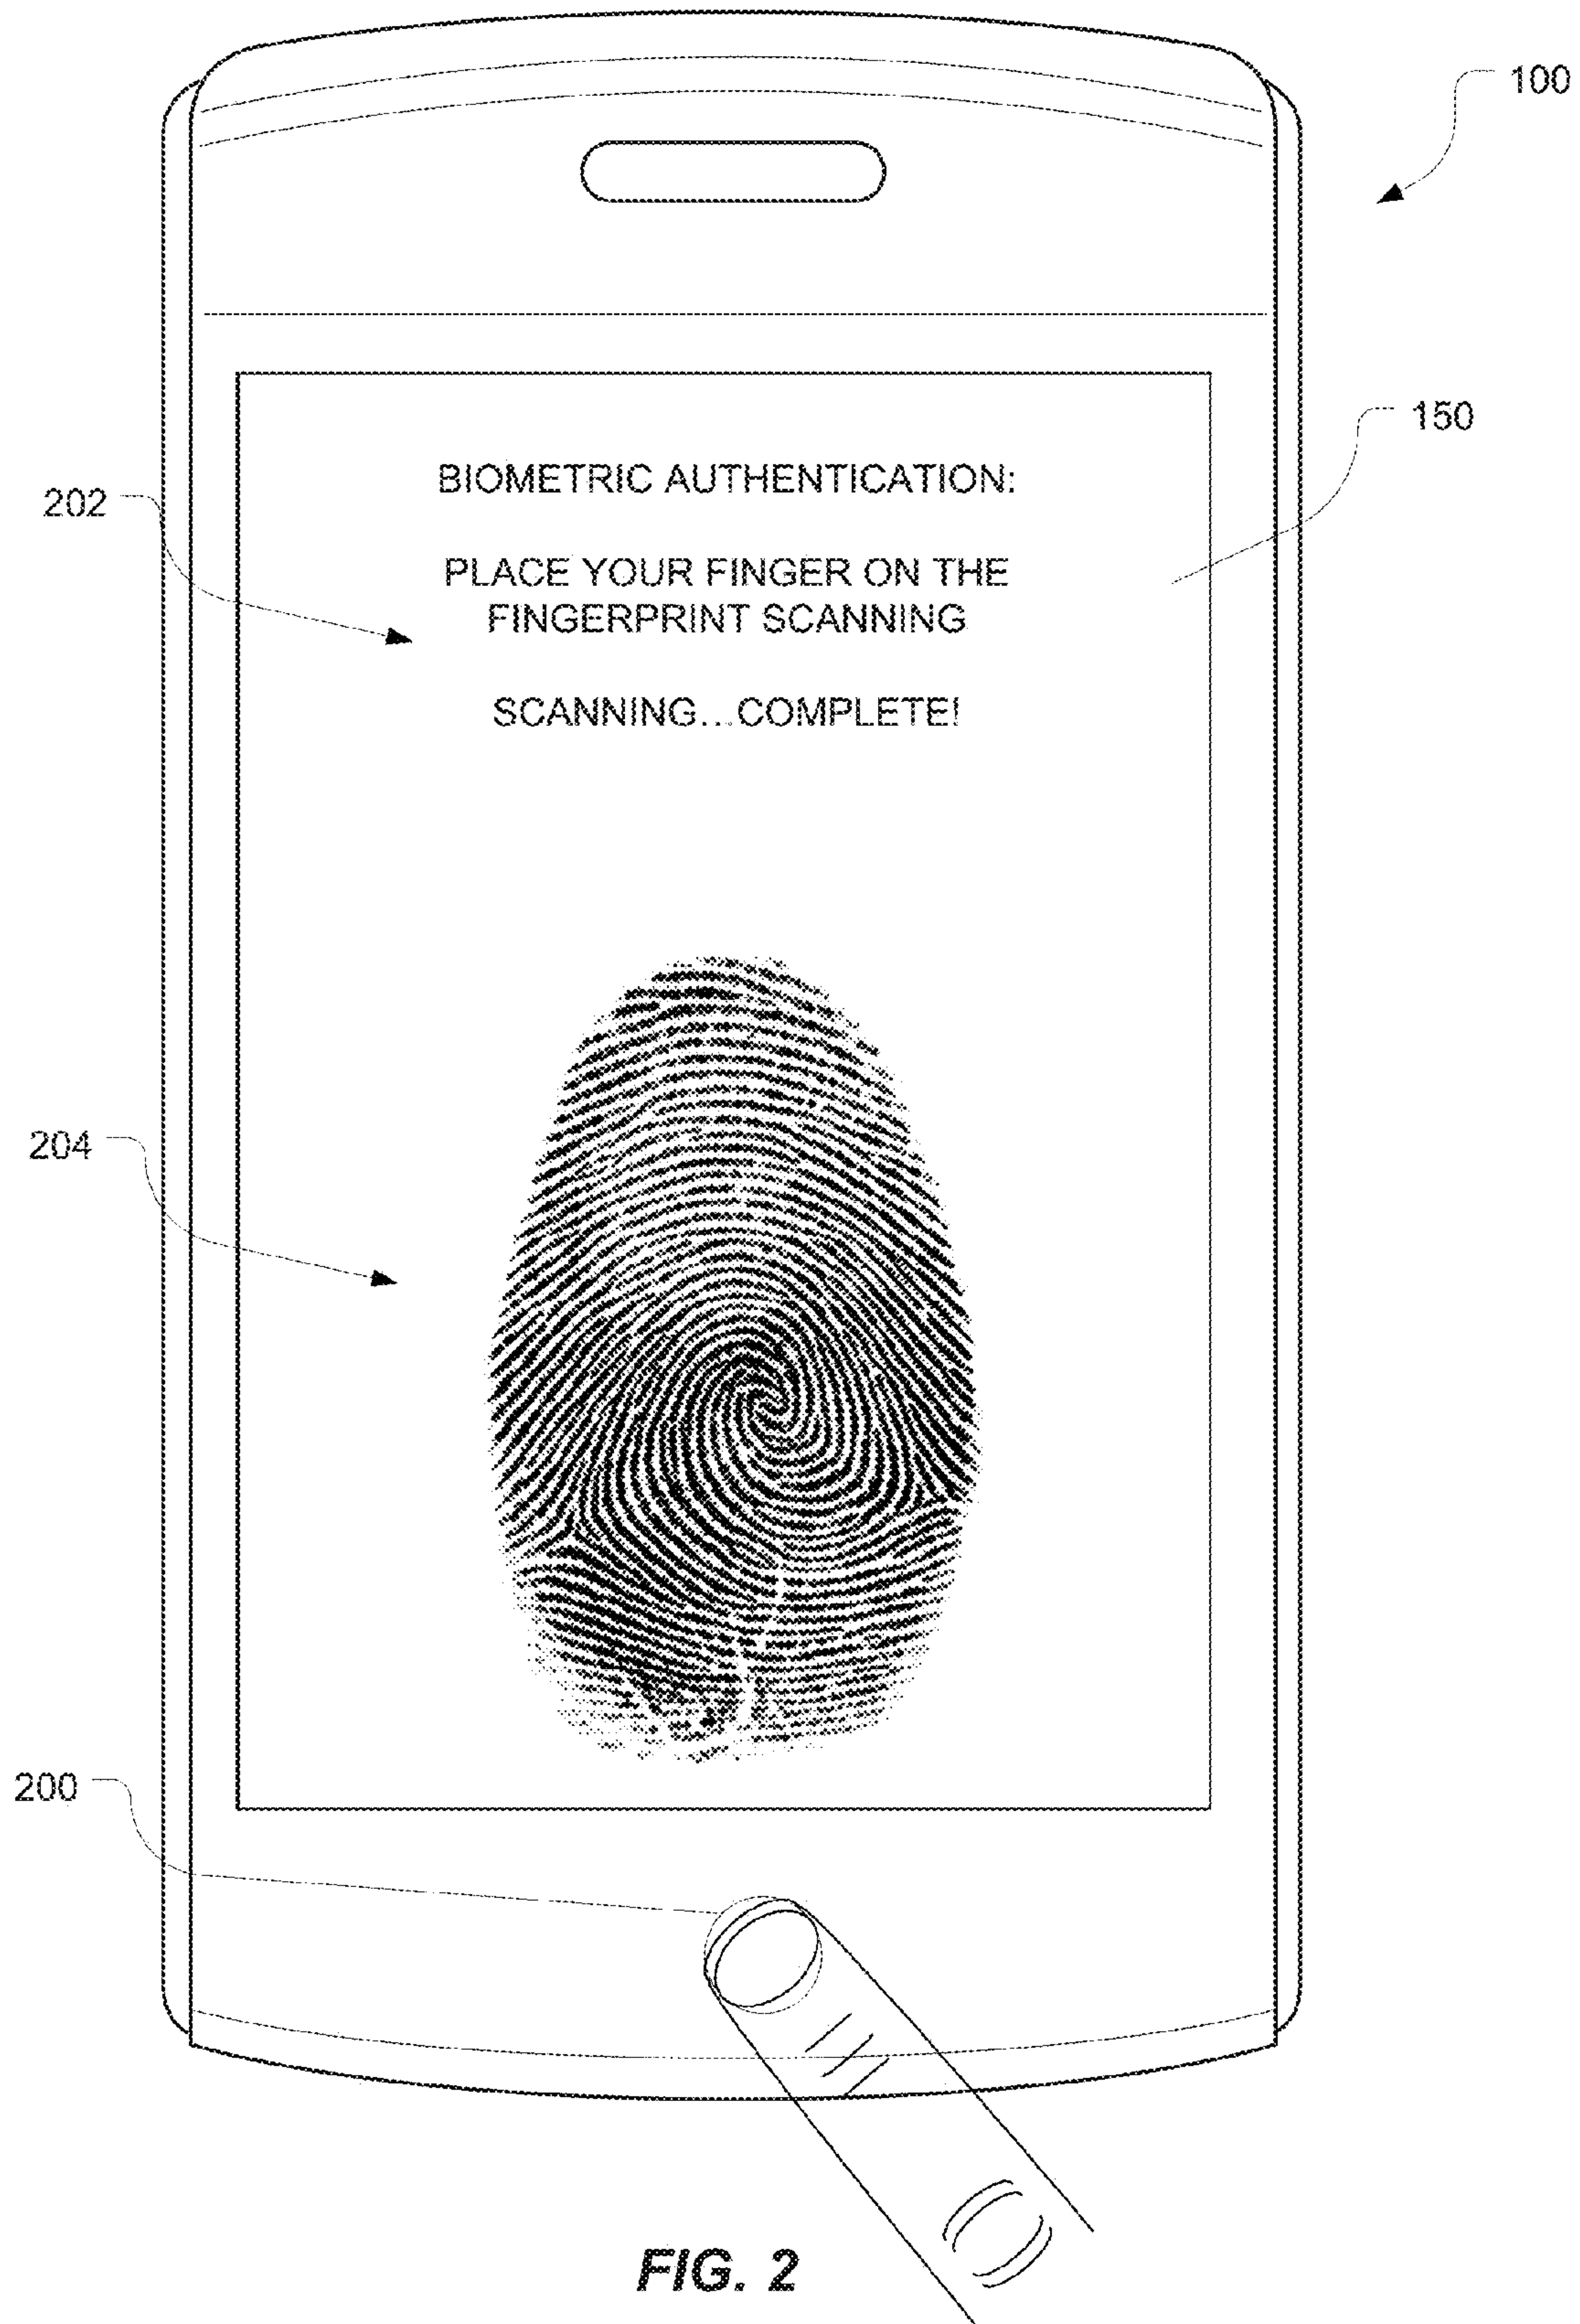 100
150
202
BIOMETRIC AUTHENTICATION:
PLACE YOUR FINGER ON THE
FINGERPRINT SCANNING
SCANNING...COMPLETE!
204
200
FIG. 2